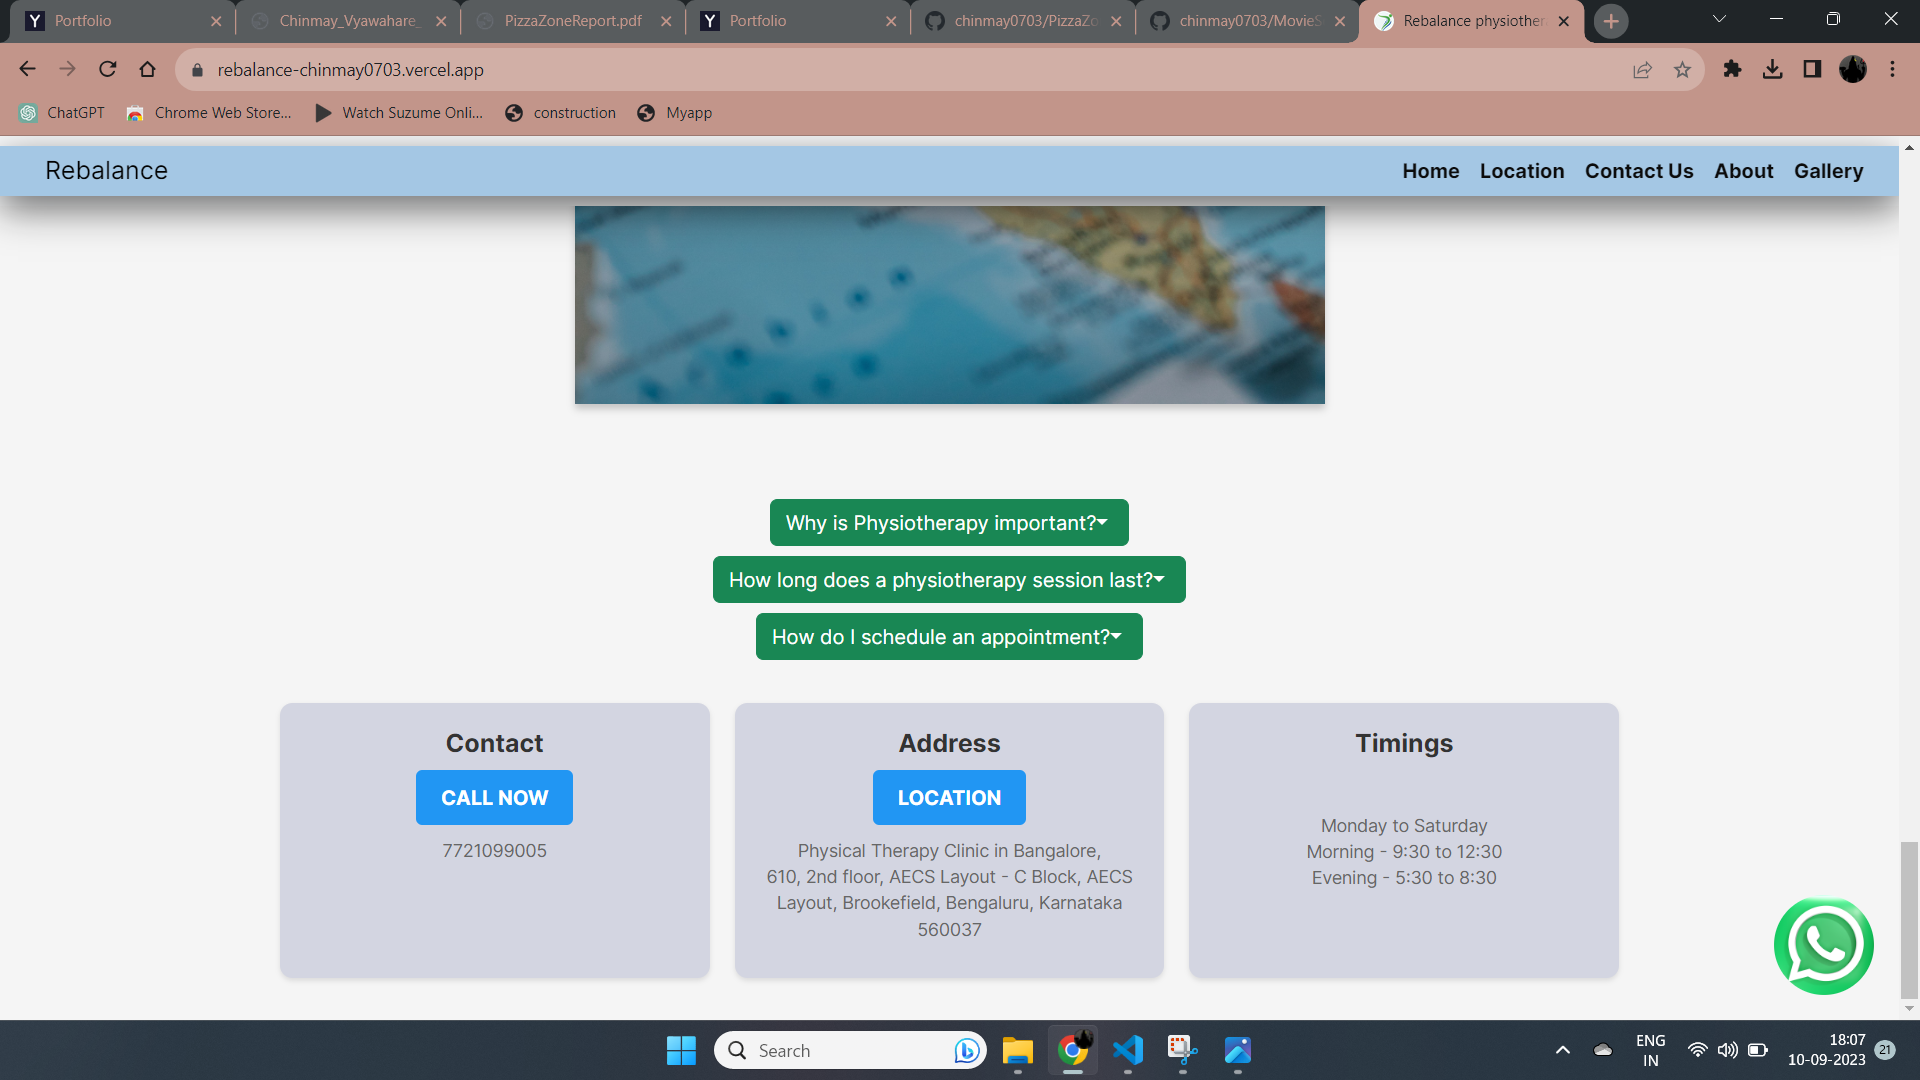 Portfolio
Chinmay_Vyawahare_
PizzaZoneReport.pdf
Portfolio
chinmay0703/PizzaZo
chinmay0703/MovieS
Rebalance physiother
rebalance-chinmay0703.vercel.app
ChatGPT
Chrome Web Store...
Watch Suzume Onli...
construction
Myapp
Rebalance
Home
Location
Contact Us
About
Gallery
Why is Physiotherapy important?
How long does a physiotherapy session last?
How do I schedule an appointment?
Contact
CALL NOW
7721099005
Address
LOCATION
Physical Therapy Clinic in Bangalore,
610, 2nd floor, AECS Layout - C Block, AECS
Layout, Brookefield, Bengaluru, Karnataka
560037
Timings
Monday to Saturday
Morning - 9:30 to 12:30
Evening - 5:30 to 8:30
Search
ENG
IN
18:07
10-09-2023
21